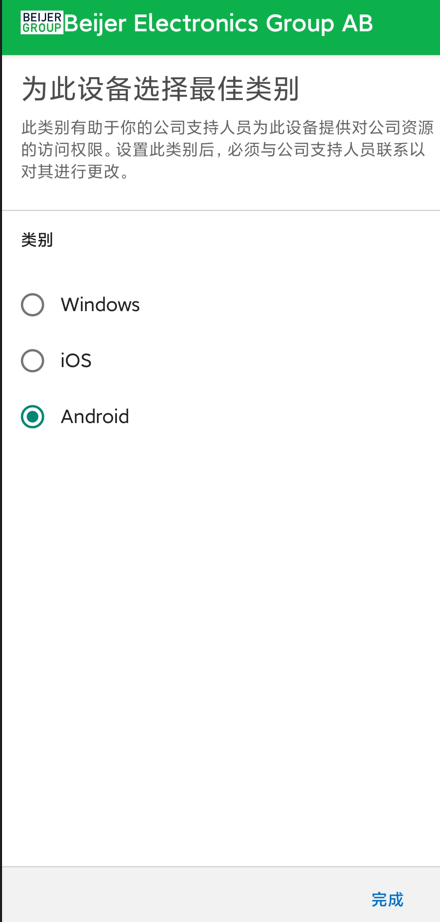 BEIJER
GROUP
Beijer Electronics Group AB
为此设备选择最佳类别
此类别有助于你的公司支持人员为此设备提供对公司资源
的访问权限。设置此类别后，必须与公司支持人员联系以
对其进行更改。
类别
Windows
iOS
Android
完成